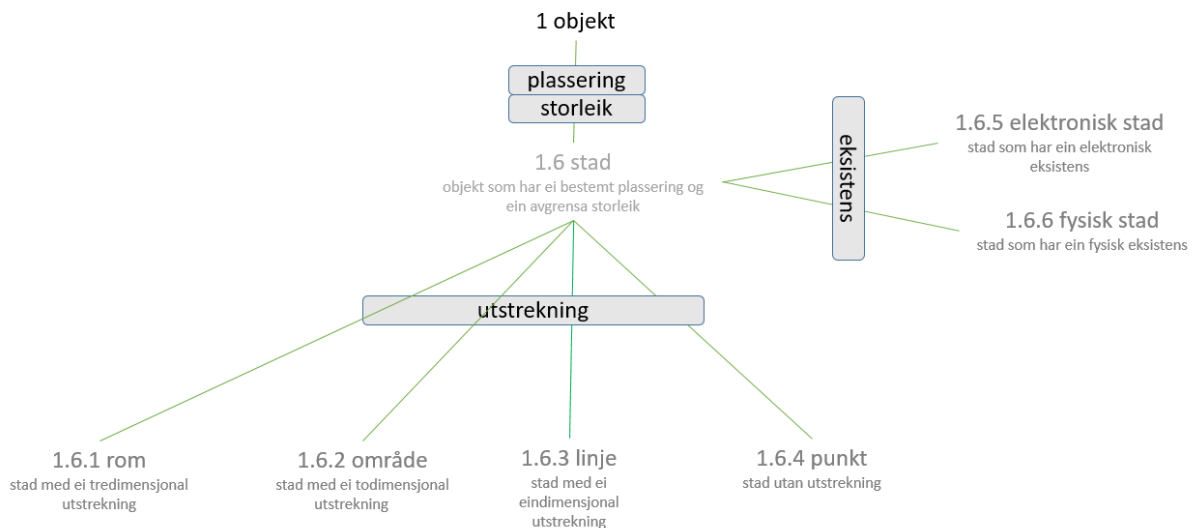 1 objekt
plassering
storleik
1.6 stad
objekt som har ei bestemt plassering og
ein avgrensa storleik
eksistens
1.6.5 elektronisk stad
stad som har ein elektronisk
eksistens
1.6.6 fysisk stad
stad som har ein fysisk eksistens
utstrekning
1.6.1 rom
stad med ei tredimensjonal
utstrekning
1.6.2 område
stad med ei todimensjonal
utstrekning
1.6.3 linje
stad med ei
eindimensjonal
utstrekning
1.6.4 punkt
stad utan utstrekning